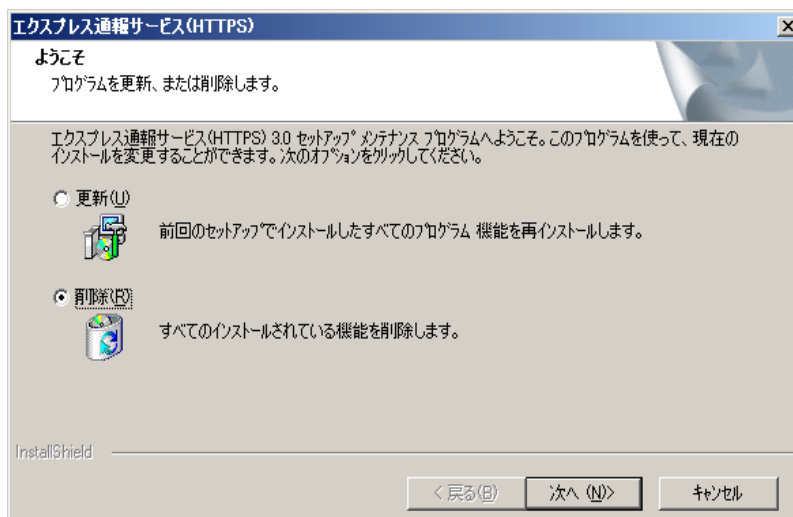 エクスプレス通報サービス(HTTPS)
ようこそ
プログラムを更新、または削除します。
エクスプレス通報サービス(HTTPS) 3.0 セットアップ メンテナンス プログラムへようこそ。このプログラムを使って、現在の
インストールを変更することができます。次のオプションをクリックしてください。
更新(U)
前回のセットアップでインストールしたすべてのプログラム 機能を再インストールします。
削除(R)
すべてのインストールされている機能を削除します。
InstallShield
< 戻る(B)
次へ (N)>
キャンセル